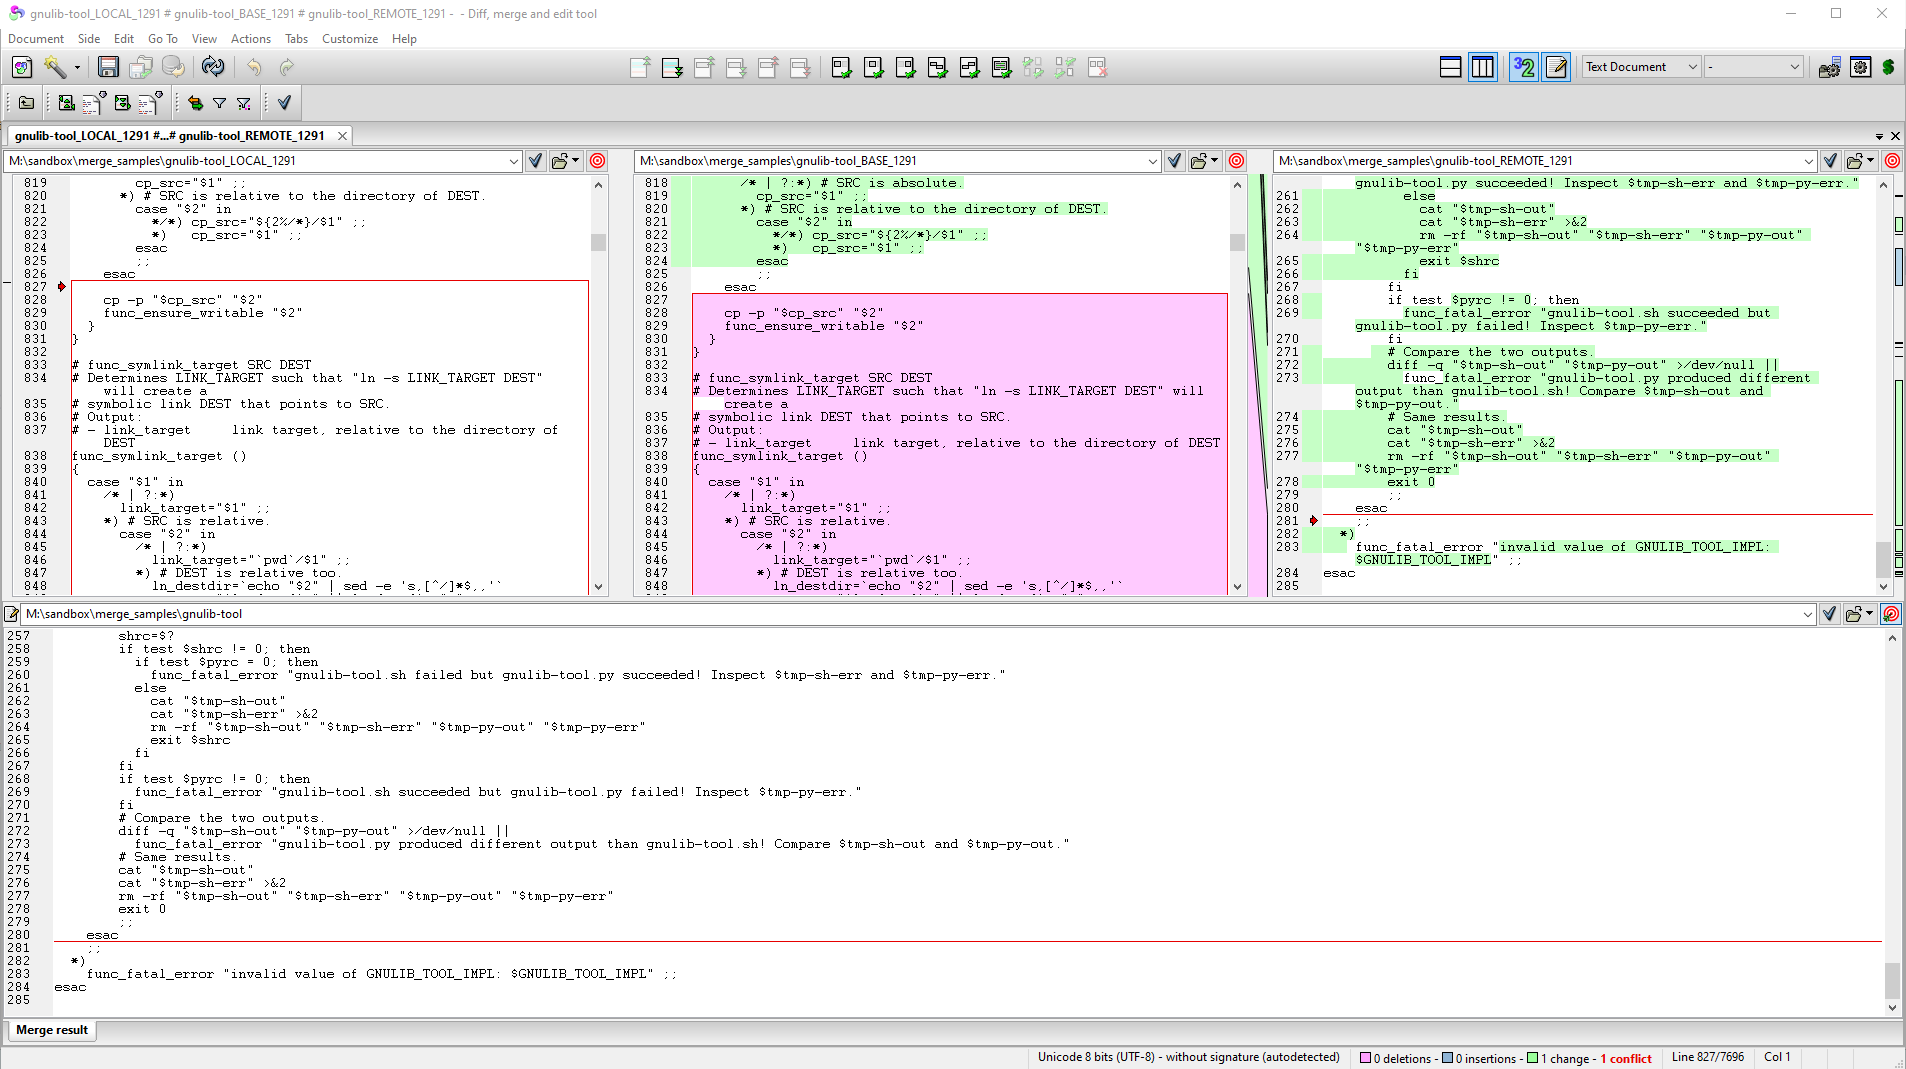 gnulib-tool_LOCAL_1291 # gnulib-tool_BASE_1291 # gnulib-tool_REMOTE_1291 -  - Diff, merge and edit tool
Document Side Edit Go To View Actions Tabs Customize Help
Text Document -
gnulib-tool_LOCAL_1291 #...# gnulib-tool_REMOTE_1291
M:\sandbox\merge_samples\gnulib-tool_LOCAL_1291
819         cp_src="$1" ;;
820       *) # SRC is relative to the directory of DEST.
821         case "$2" in
822           */*) cp_src="${2%/*}/$1" ;;
823           *)   cp_src="$1" ;;
824         esac
825         ;;
826     esac
827
828     cp -p "$cp_src" "$2"
829     func_ensure_writable "$2"
830   }
831 }
832
833 # func_symlink_target SRC DEST
834 # Determines LINK_TARGET such that "ln -s LINK_TARGET DEST"
will create a
835 # symbolic link DEST that points to SRC.
836 # Output:
837 # - link_target     link target, relative to the directory of
DEST
838 func_symlink_target ()
839 {
840   case "$1" in
841     /* | ?:*)
842       link_target="$1" ;;
843     *) # SRC is relative.
844       case "$2" in
845         /* | ?:*)
846           link_target="`pwd`/$1" ;;
847         *) # DEST is relative too.
848           ln_destdir=`echo "$2" | sed -e 's,[^/]*$,,'`
M:\sandbox\merge_samples\gnulib-tool_BASE_1291
818       /* | ?:*) # SRC is absolute.
819         cp_src="$1" ;;
820       *) # SRC is relative to the directory of DEST.
821         case "$2" in
822           */*) cp_src="${2%/*}/$1" ;;
823           *)   cp_src="$1" ;;
824         esac
825         ;;
826     esac
827
828     cp -p "$cp_src" "$2"
829     func_ensure_writable "$2"
830   }
831 }
832
833 # func_symlink_target SRC DEST
834 # Determines LINK_TARGET such that "ln -s LINK_TARGET DEST" will
create a
835 # symbolic link DEST that points to SRC.
836 # Output:
837 # - link_target     link target, relative to the directory of DEST
838 func_symlink_target ()
839 {
840   case "$1" in
841     /* | ?:*)
842       link_target="$1" ;;
843     *) # SRC is relative.
844       case "$2" in
845         /* | ?:*)
846           link_target="`pwd`/$1" ;;
847         *) # DEST is relative too.
848           ln_destdir=`echo "$2" | sed -e 's,[^/]*$,,'`
M:\sandbox\merge_samples\gnulib-tool_REMOTE_1291
gnulib-tool.py succeeded! Inspect $tmp-sh-err and $tmp-py-err."
261           else
262             cat "$tmp-sh-out"
263             cat "$tmp-sh-err" >&2
264             rm -rf "$tmp-sh-out" "$tmp-sh-err" "$tmp-py-out"
"$tmp-py-err"
265             exit $shrc
266           fi
267         fi
268         if test $pyrc != 0; then
269           func_fatal_error "gnulib-tool.sh succeeded but
gnulib-tool.py failed! Inspect $tmp-py-err."
270         fi
271         # Compare the two outputs.
272         diff -q "$tmp-sh-out" "$tmp-py-out" >/dev/null ||
273           func_fatal_error "gnulib-tool.py produced different
output than gnulib-tool.sh! Compare $tmp-sh-out and
$tmp-py-out."
274         # Same results.
275         cat "$tmp-sh-out"
276         cat "$tmp-sh-err" >&2
277         rm -rf "$tmp-sh-out" "$tmp-sh-err" "$tmp-py-out"
"$tmp-py-err"
278         exit 0
279         ;;
280     esac
281     ;;
282   *)
283     func_fatal_error "invalid value of GNULIB_TOOL_IMPL:
$GNULIB_TOOL_IMPL" ;;
284 esac
285
M:\sandbox\merge_samples\gnulib-tool
257         shrc=$?
258         if test $shrc != 0; then
259           if test $pyrc = 0; then
260             func_fatal_error "gnulib-tool.sh failed but gnulib-tool.py succeeded! Inspect $tmp-sh-err and $tmp-py-err."
261           else
262             cat "$tmp-sh-out"
263             cat "$tmp-sh-err" >&2
264             rm -rf "$tmp-sh-out" "$tmp-sh-err" "$tmp-py-out" "$tmp-py-err"
265             exit $shrc
266           fi
267         fi
268         if test $pyrc != 0; then
269           func_fatal_error "gnulib-tool.sh succeeded but gnulib-tool.py failed! Inspect $tmp-py-err."
270         fi
271         # Compare the two outputs.
272         diff -q "$tmp-sh-out" "$tmp-py-out" >/dev/null ||
273           func_fatal_error "gnulib-tool.py produced different output than gnulib-tool.sh! Compare $tmp-sh-out and $tmp-py-out."
274         # Same results.
275         cat "$tmp-sh-out"
276         cat "$tmp-sh-err" >&2
277         rm -rf "$tmp-sh-out" "$tmp-sh-err" "$tmp-py-out" "$tmp-py-err"
278         exit 0
279         ;;
280     esac
281     ;;
282   *)
283     func_fatal_error "invalid value of GNULIB_TOOL_IMPL: $GNULIB_TOOL_IMPL" ;;
284 esac
285
Merge result
Unicode 8 bits (UTF-8) - without signature (autodetected) 0 deletions - 0 insertions - 1 change - 1 conflict Line 827/7696 Col 1